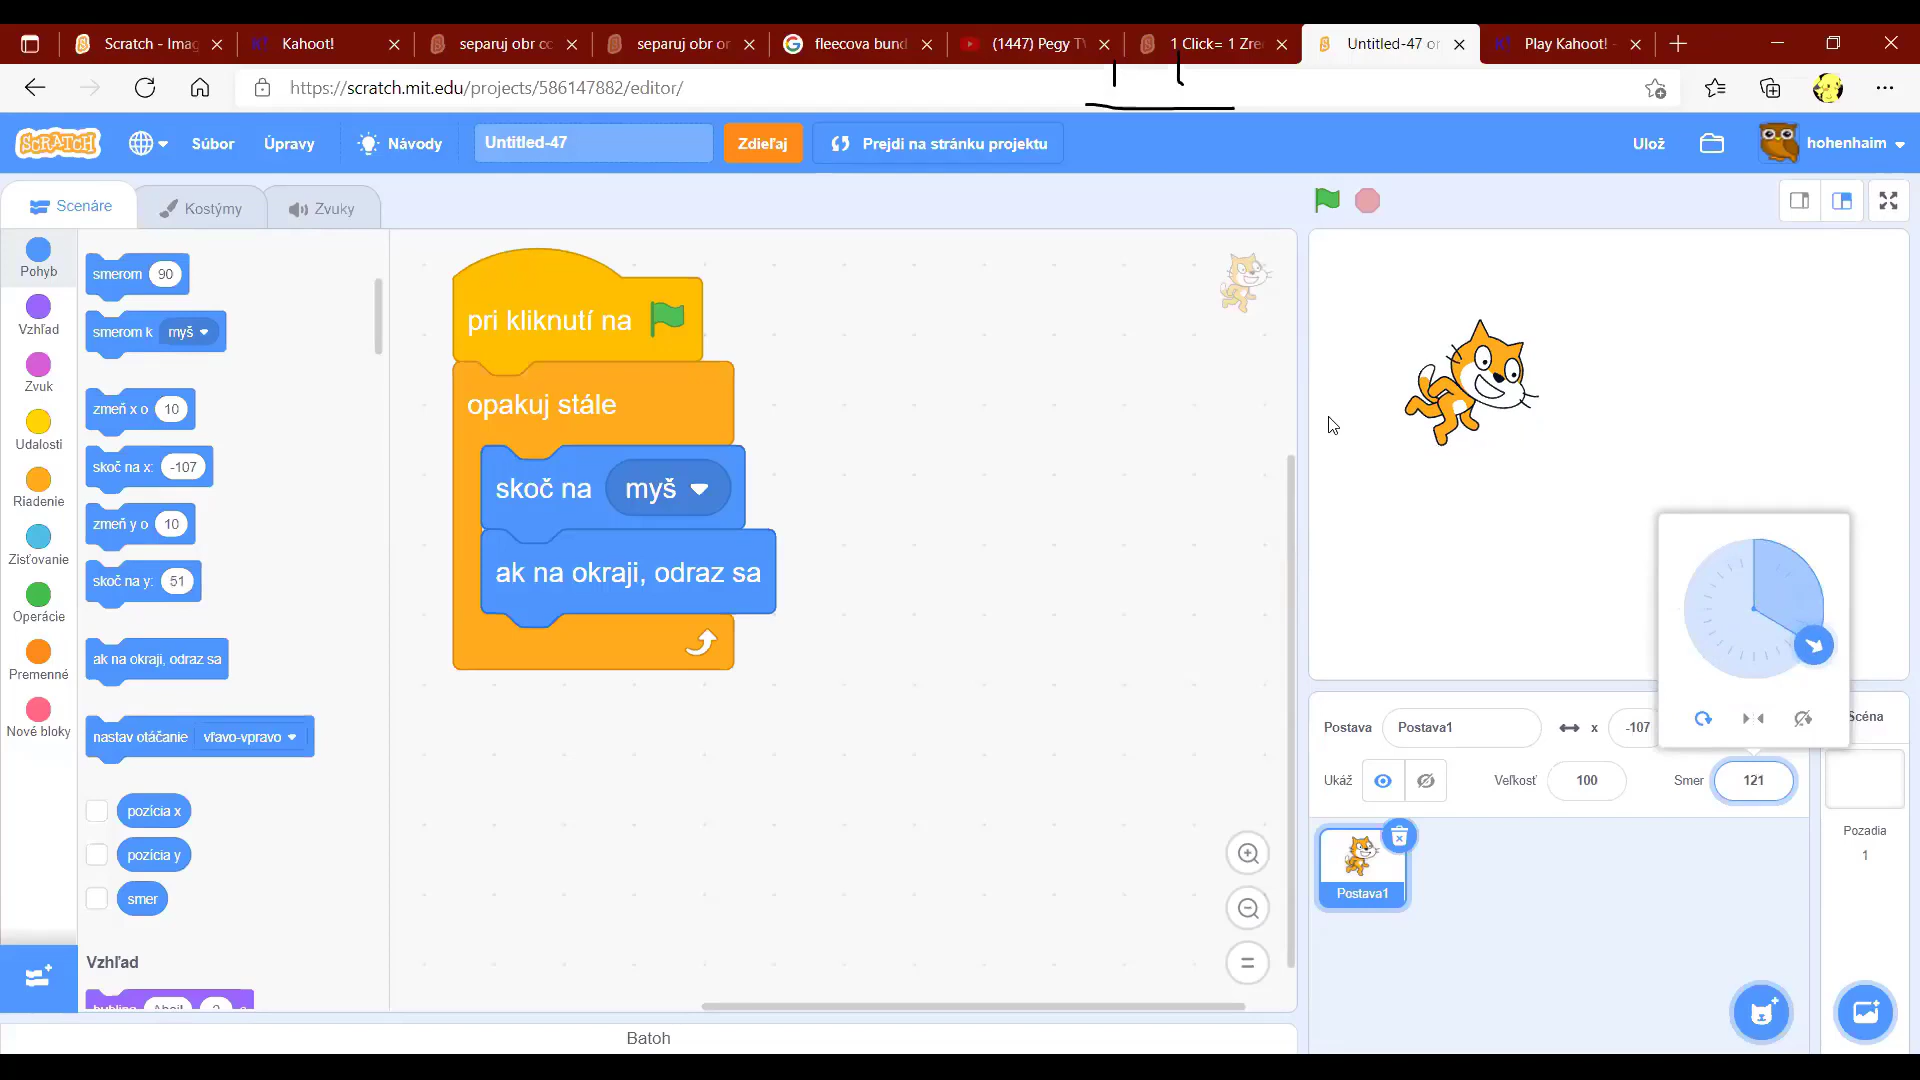 Scratch - Imag
K! Kahoot!
separuj obr co
separuj obr or
fleecova bund
(1447) Pegy T
1 Click= 1 Zre
Untitled-47 or
K! Play Kahoot! -
https://scratch.mit.edu/projects/586147882/editor/
SCRATCH
Súbor
Úpravy
Návody
Untitled-47
Zdieľaj
Prejdi na stránku projektu
Ulož
hohenhaim
Scenáre
Kostýmy
Zvuky
Pohyb
Vzhľad
Zvuk
Udalosti
Riadenie
Zisťovanie
Operácie
Premenné
Nové bloky
smerom 90
smerom k myš
zmeň x o 10
skoč na x: -107
zmeň y o 10
skoč na y: 51
ak na okraji, odraz sa
nastav otáčanie vľavo-vpravo
pozícia x
pozícia y
smer
Vzhľad
pri kliknutí na
opakuj stále
skoč na myš
ak na okraji, odraz sa
Batoh
Postava Postava1 x -107
Ukáž Veľkosť 100 Smer 121
Postava1
Scéna
Pozadia
1